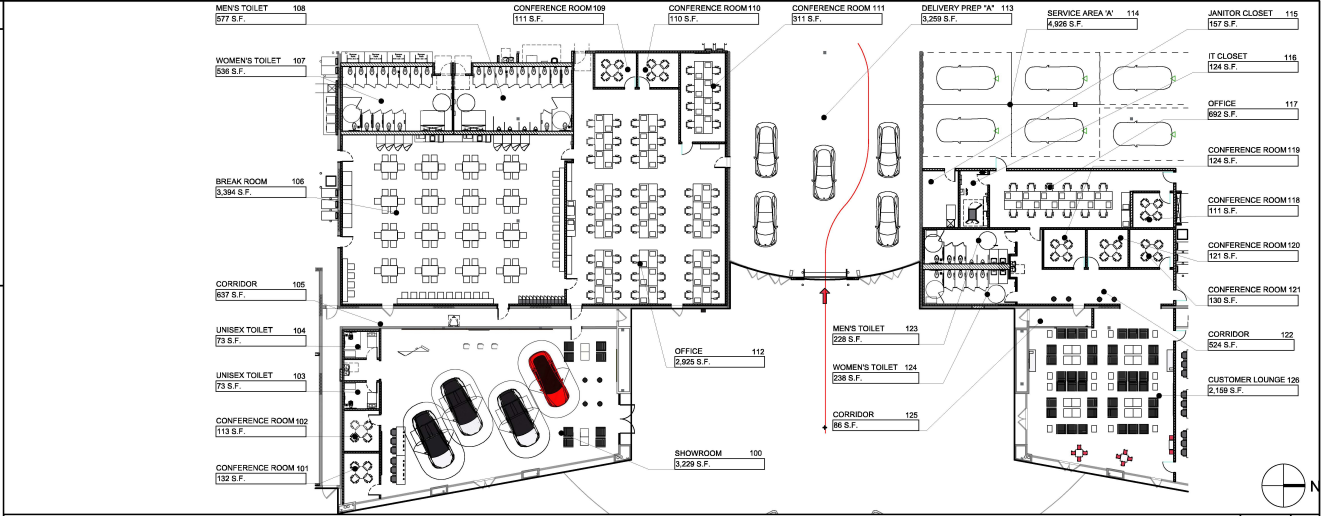 MEN'S TOILET 108
577 S.F.
CONFERENCE ROOM 109
111 S.F.
CONFERENCE ROOM 110
110 S.F.
CONFERENCE ROOM 111
311 S.F.
DELIVERY PREP "A" 113
3,259 S.F.
SERVICE AREA 'A' 114
4,926 S.F.
JANITOR CLOSET 115
157 S.F.
WOMEN'S TOILET 107
536 S.F.
IT CLOSET 116
124 S.F.
OFFICE 117
692 S.F.
CONFERENCE ROOM 119
124 S.F.
BREAK ROOM 106
3,394 S.F.
CONFERENCE ROOM 118
111 S.F.
CONFERENCE ROOM 120
121 S.F.
CORRIDOR 105
637 S.F.
CONFERENCE ROOM 121
130 S.F.
UNISEX TOILET 104
73 S.F.
MEN'S TOILET 123
228 S.F.
CORRIDOR 122
524 S.F.
OFFICE 112
2,925 S.F.
UNISEX TOILET 103
73 S.F.
WOMEN'S TOILET 124
238 S.F.
CUSTOMER LOUNGE 126
2,159 S.F.
CONFERENCE ROOM 102
113 S.F.
CORRIDOR 125
86 S.F.
CONFERENCE ROOM 101
132 S.F.
SHOWROOM 100
3,229 S.F.
N